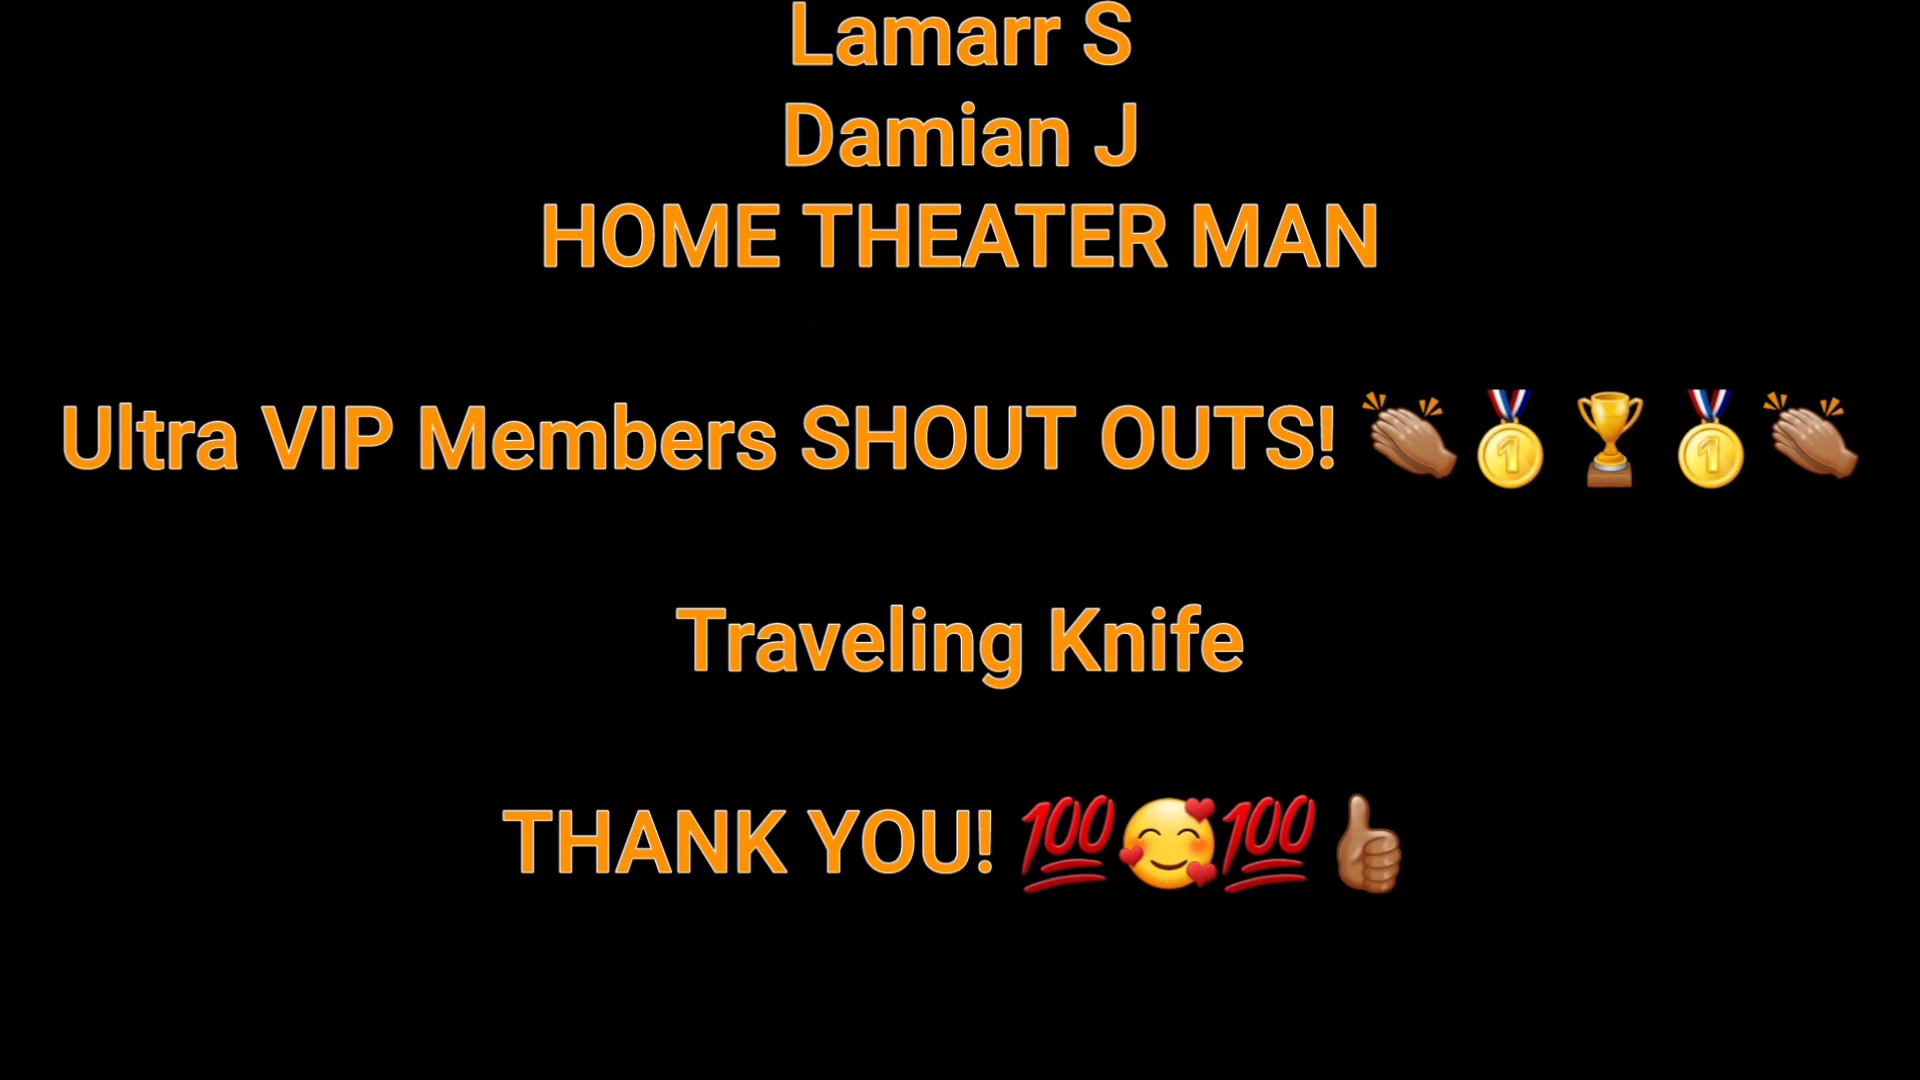 Lamarr S
Damian J
HOME THEATER MAN
Ultra VIP Members SHOUT OUTS! 👏🏽🥇🏆🥇👏🏽
Traveling Knife
THANK YOU! 💯🥰💯👍🏽